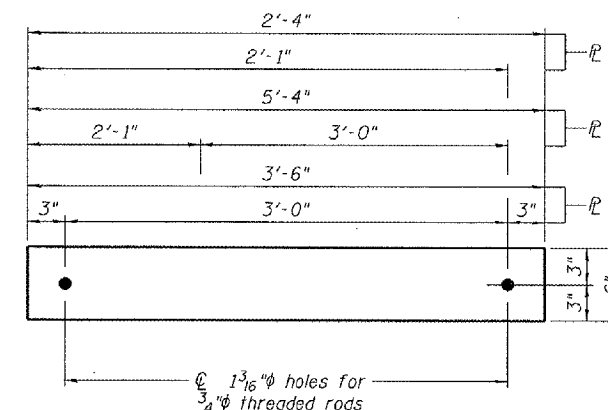 2'-4"
2'-1" ℄
5'-4"
2'-1" 3'-0" ℄
3'-6"
3" 3'-0" 3" ℄
3"
3"
℄ 1 3/16"φ holes for
3/4"φ threaded rods